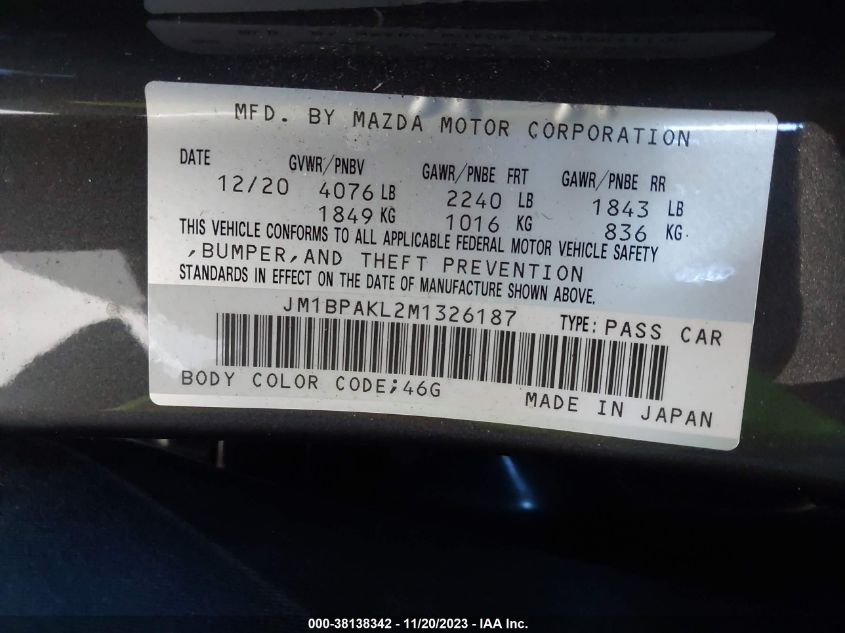 MFD. BY MAZDA MOTOR CORPORATION
DATE GVWR/PNBV GAWR/PNBE FRT GAWR/PNBE RR
12/20 4076 LB 2240 LB 1843 LB
1849 KG 1016 KG 836 KG
THIS VEHICLE CONFORMS TO ALL APPLICABLE FEDERAL MOTOR VEHICLE SAFETY
,BUMPER,AND THEFT PREVENTION
STANDARDS IN EFFECT ON THE DATE OF MANUFACTURE SHOWN ABOVE.
JM1BPAKL2M1326187 TYPE: PASS CAR
BODY COLOR CODE;46G MADE IN JAPAN
000-38138342 - 11/20/2023 - IAA Inc.